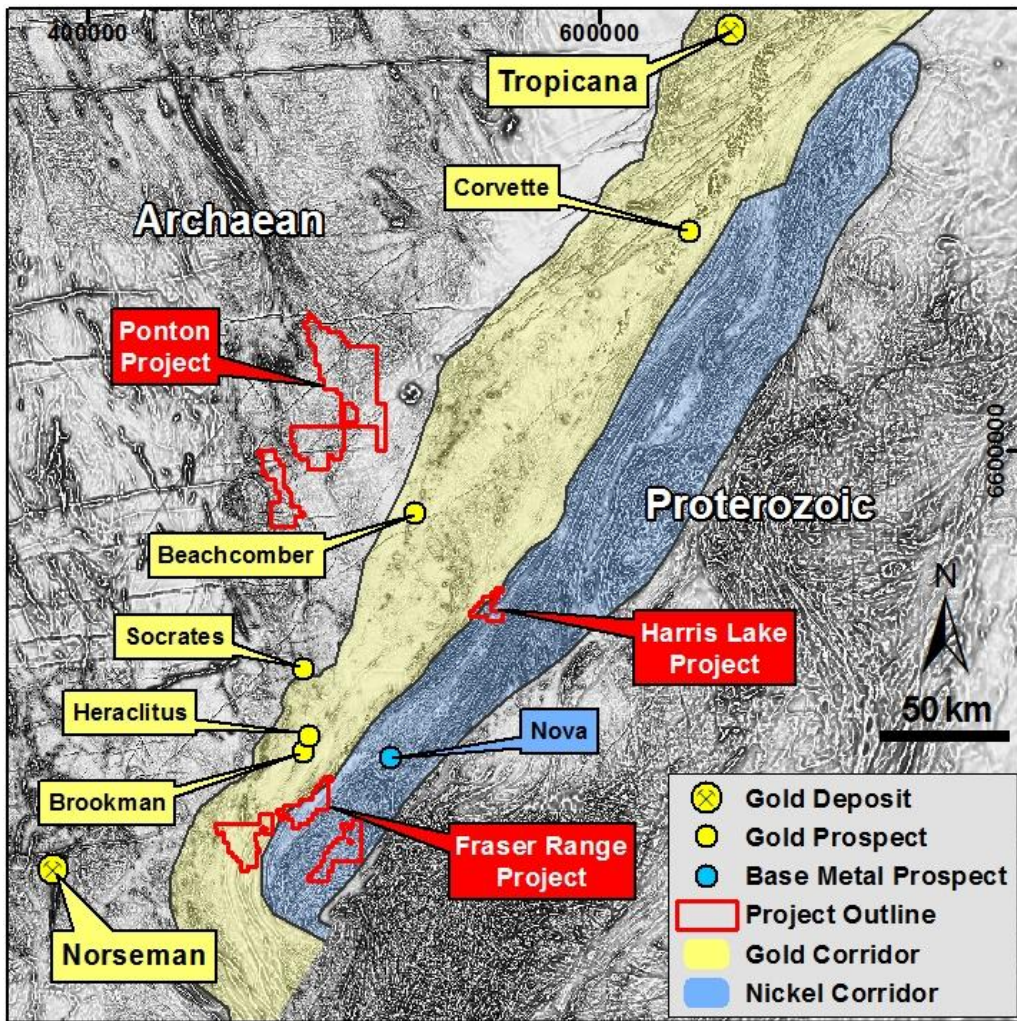 400000
600000
Tropicana
Corvette
Archaean
Ponton
Project
6600000
Proterozoic
Beachcomber
N
Socrates
Harris Lake
Project
Heraclitus
50 km
Nova
Brookman
Fraser Range
Project
Norseman
Gold Deposit
Gold Prospect
Base Metal Prospect
Project Outline
Gold Corridor
Nickel Corridor